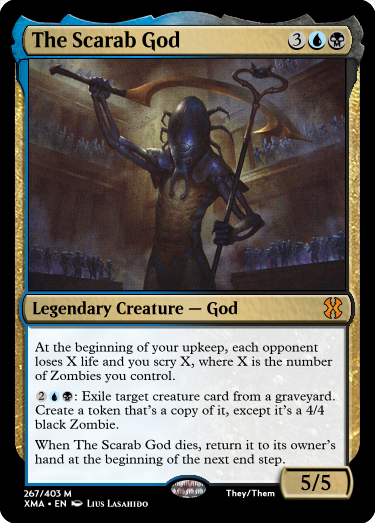 The Scarab God 3
Legendary Creature — God
At the beginning of your upkeep, each opponent
loses X life and you scry X, where X is the number
of Zombies you control.
2 : Exile target creature card from a graveyard.
Create a token that's a copy of it, except it's a 4/4
black Zombie.
When The Scarab God dies, return it to its owner's
hand at the beginning of the next end step.
5/5
267/403 M They/Them
XMA • EN Lius Lasahido